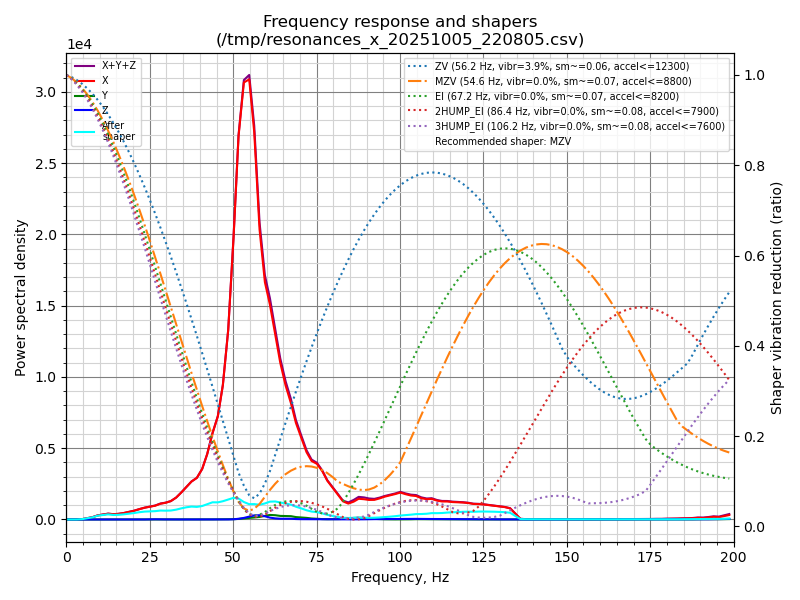 Frequency response and shapers
(/tmp/resonances_x_20251005_220805.csv)
1e4
X+Y+Z
X
Y
Z
After
shaper
ZV (56.2 Hz, vibr=3.9%, sm~=0.06, accel<=12300)
MZV (54.6 Hz, vibr=0.0%, sm~=0.07, accel<=8800)
EI (67.2 Hz, vibr=0.0%, sm~=0.07, accel<=8200)
2HUMP_EI (86.4 Hz, vibr=0.0%, sm~=0.08, accel<=7900)
3HUMP_EI (106.2 Hz, vibr=0.0%, sm~=0.08, accel<=7600)
Recommended shaper: MZV
Power spectral density
3.0
2.5
2.0
1.5
1.0
0.5
0.0
1.0
0.8
0.6
0.4
0.2
0.0
Shaper vibration reduction (ratio)
0 25 50 75 100 125 150 175 200
Frequency, Hz